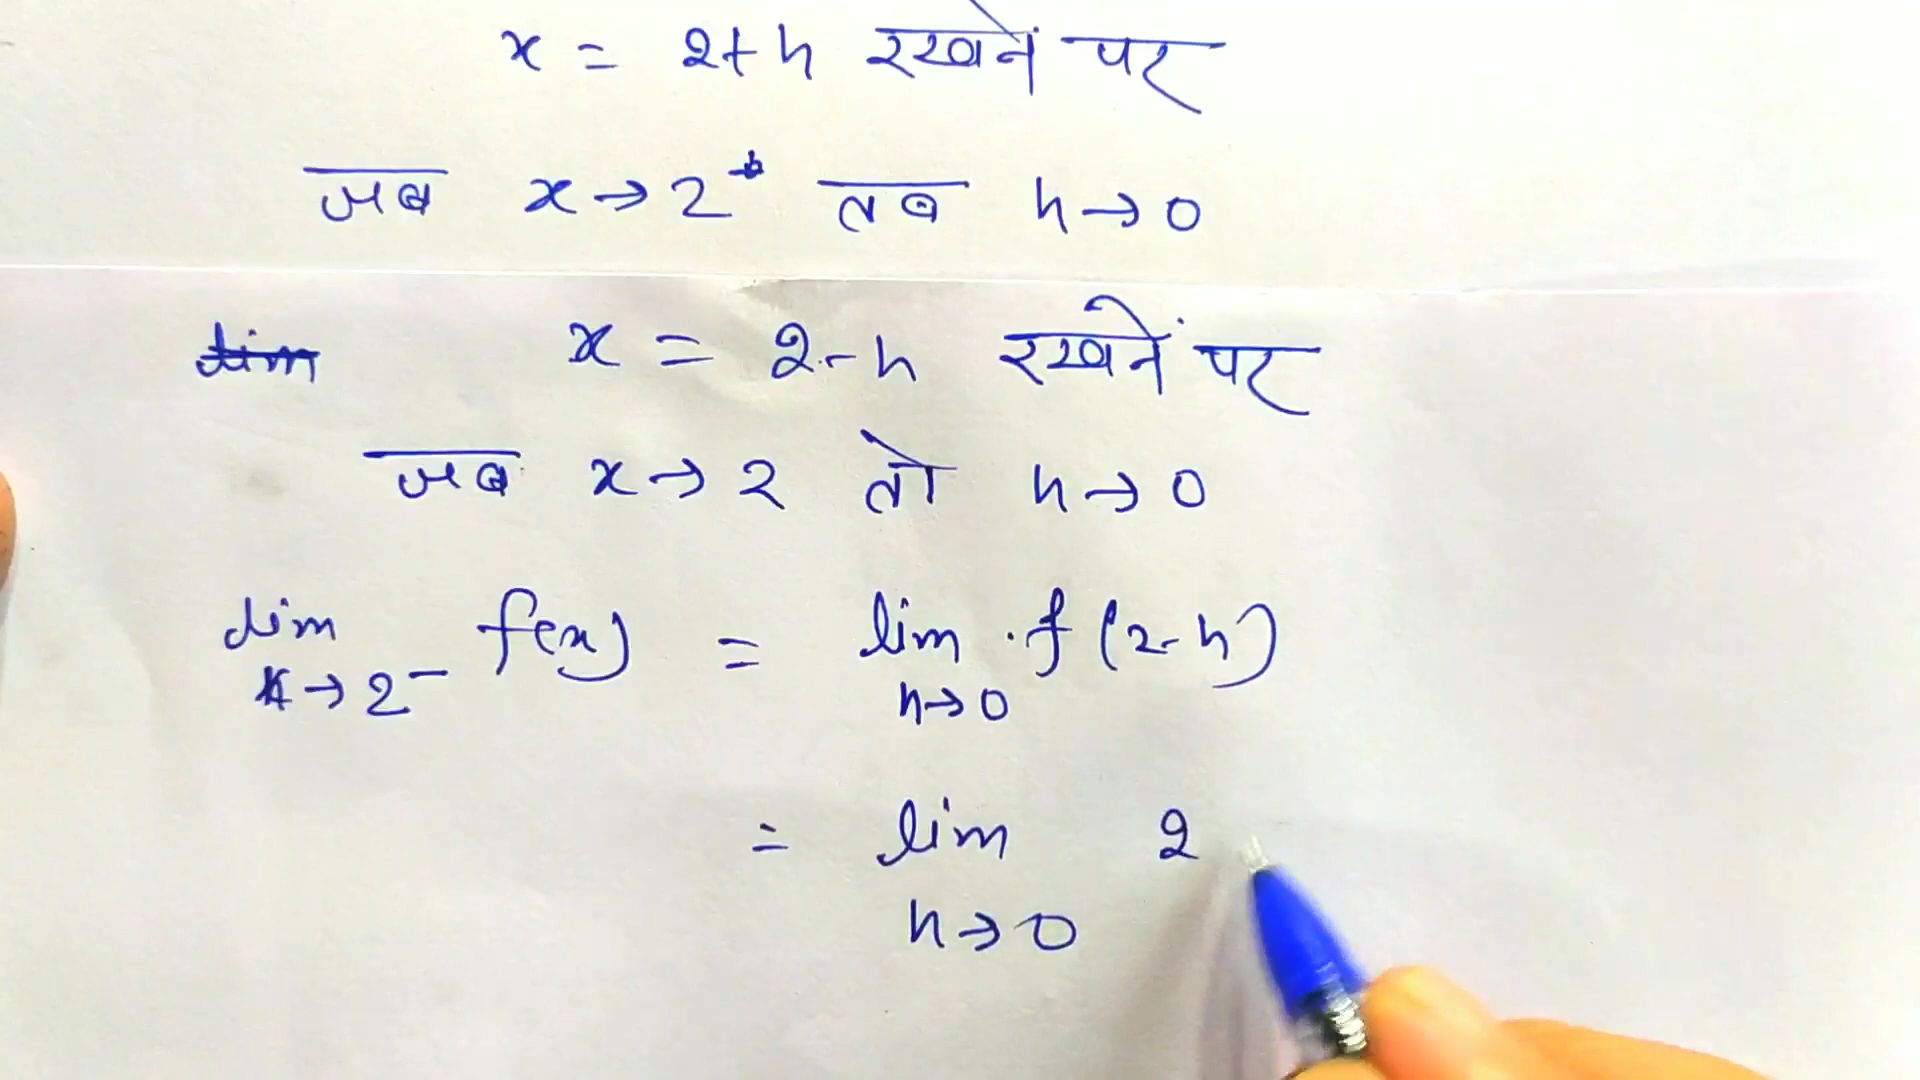 x = 2+h रखने पर
जब x→2⁺ तब h→0
x = 2-h रखनें पर
जब x→2 तो h→0
lim f(x) = lim . f(2-h)
x→2⁻ h→0
= lim 2
h→0